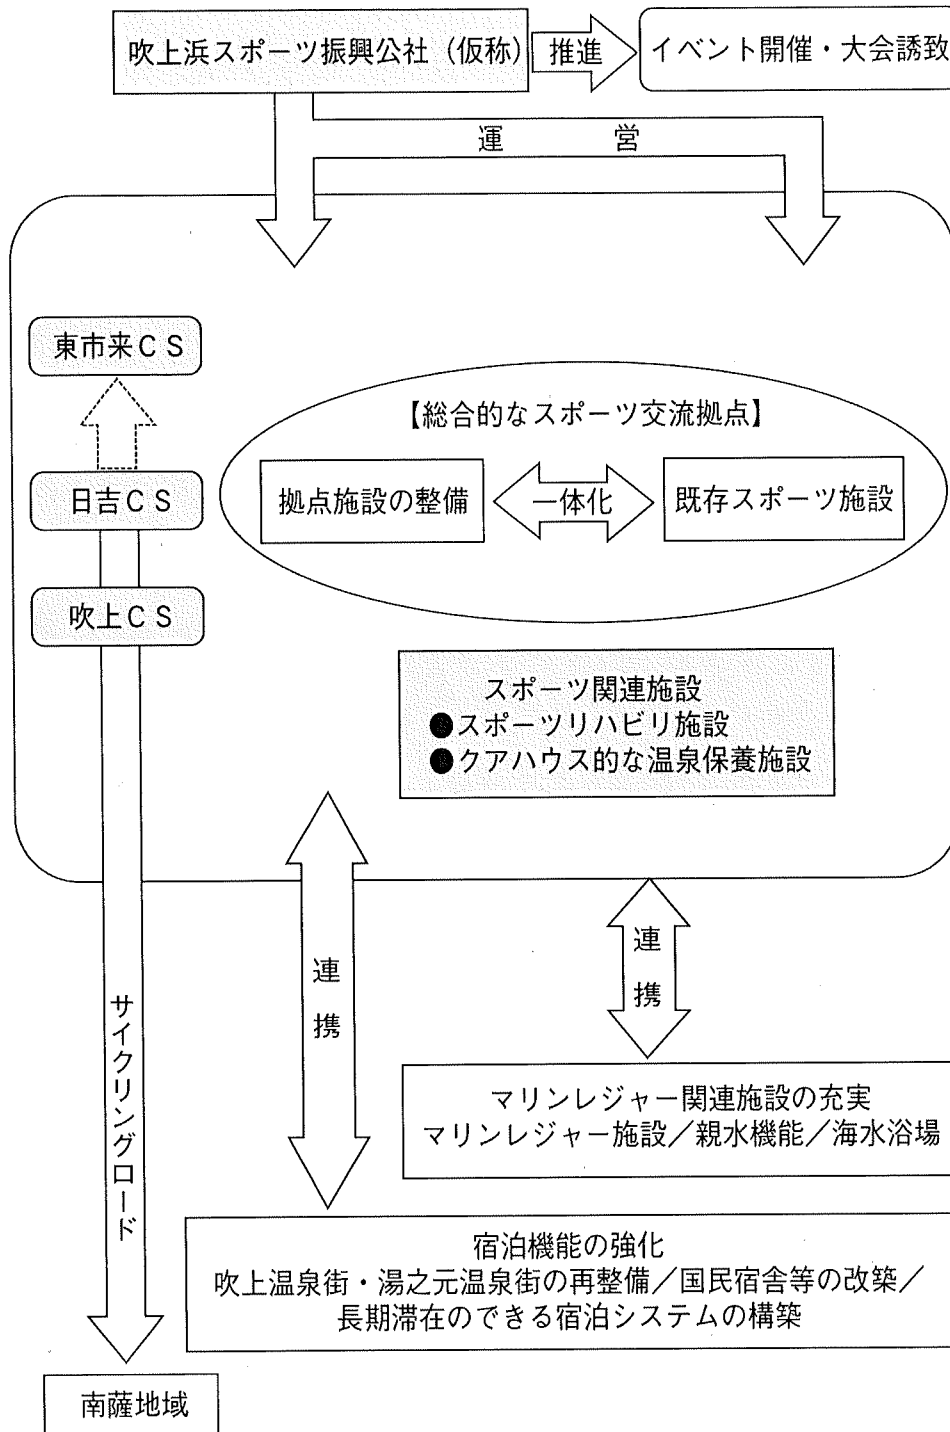 吹上浜スポーツ振興公社（仮称）
推進
イベント開催・大会誘致
運営
東市来ＣＳ
日吉ＣＳ
吹上ＣＳ
【総合的なスポーツ交流拠点】
拠点施設の整備
一体化
既存スポーツ施設
スポーツ関連施設
●スポーツリハビリ施設
●クアハウス的な温泉保養施設
連携
連携
サイクリングロード
マリンレジャー関連施設の充実
マリンレジャー施設／親水機能／海水浴場
宿泊機能の強化
吹上温泉街・湯之元温泉街の再整備／国民宿舎等の改築／
長期滞在のできる宿泊システムの構築
南薩地域